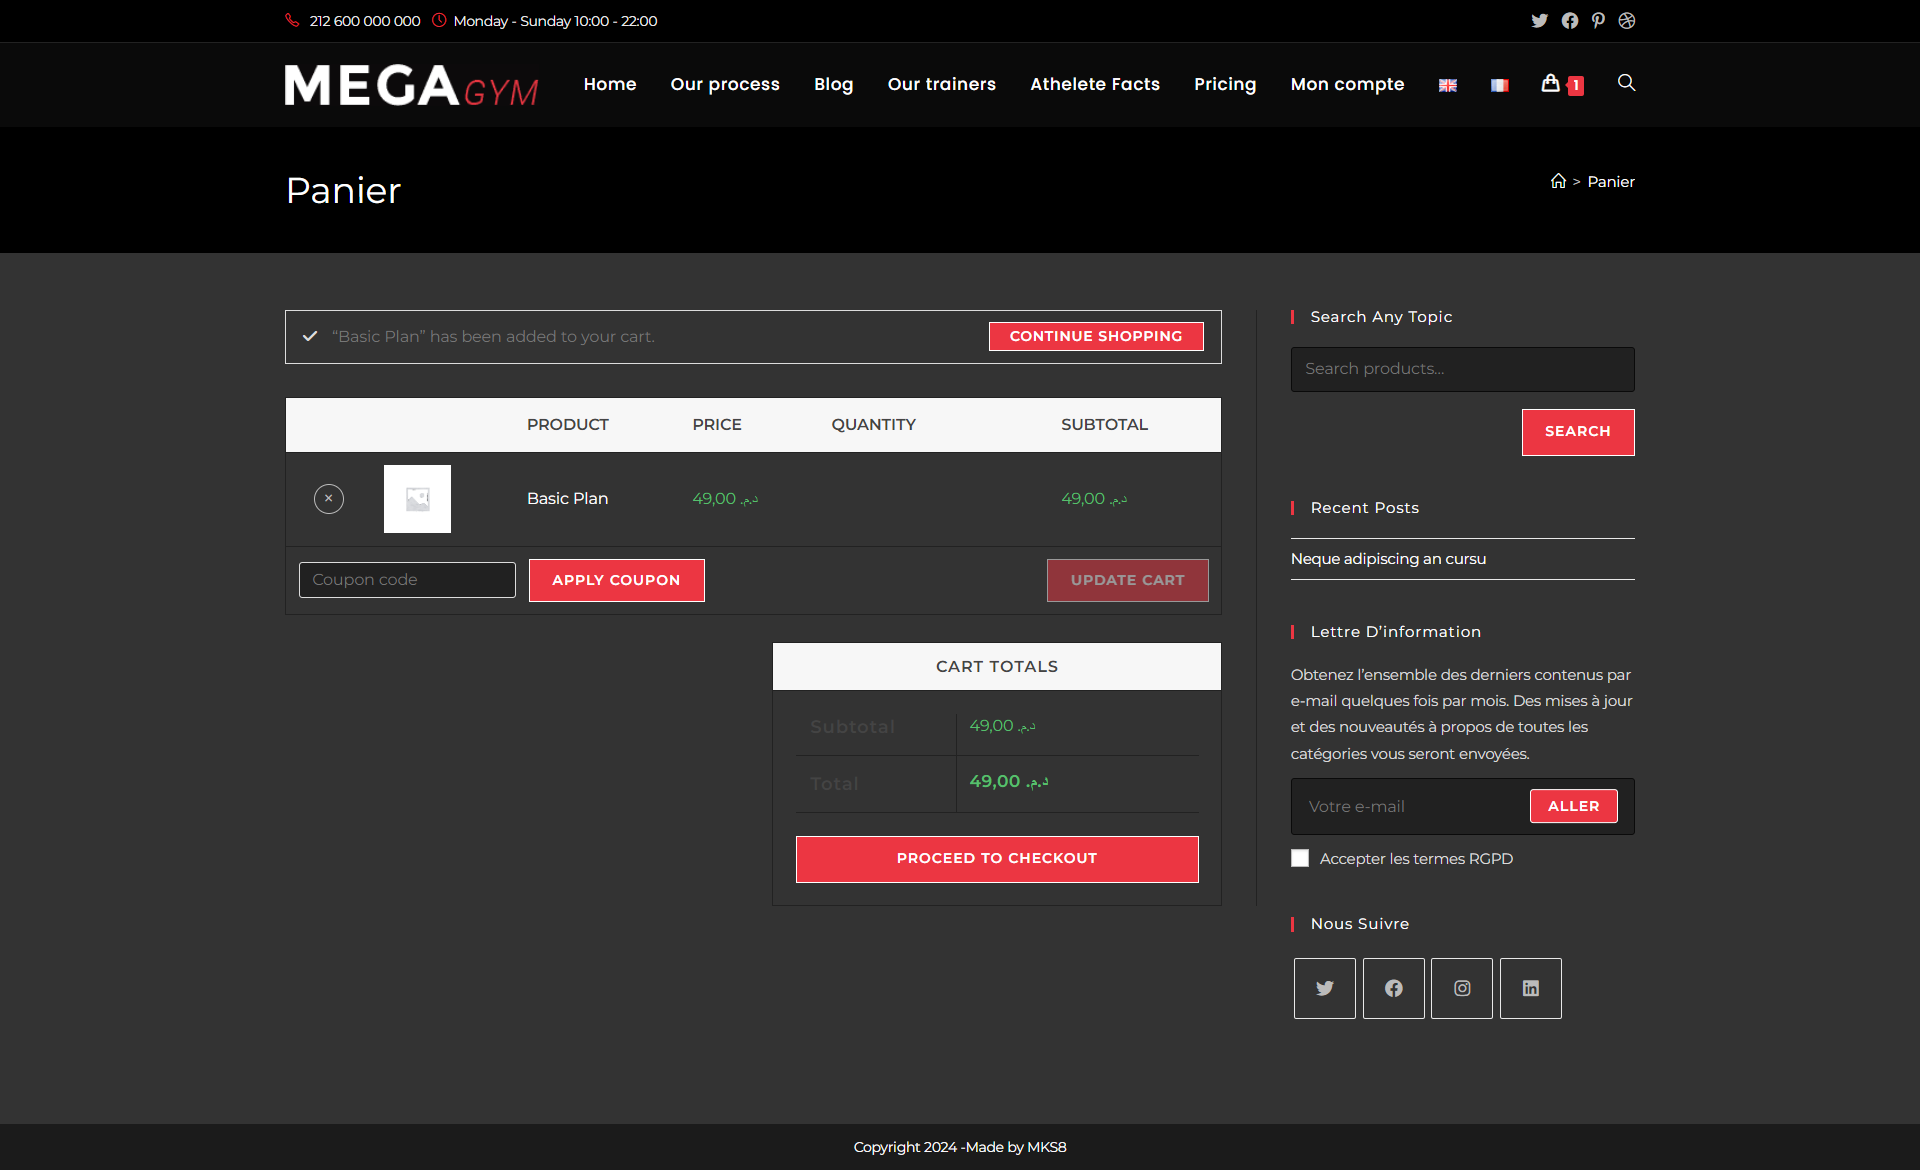 212 600 000 000 Monday - Sunday 10:00 - 22:00
MEGA GYM
Home Our process Blog Our trainers Athelete Facts Pricing Mon compte 1
Panier
> Panier
“Basic Plan” has been added to your cart.
CONTINUE SHOPPING
PRODUCT PRICE QUANTITY SUBTOTAL
× Basic Plan 49,00 د.م. 49,00 د.م.
Coupon code
APPLY COUPON
UPDATE CART
CART TOTALS
Subtotal 49,00 د.م.
Total 49,00 د.م.
PROCEED TO CHECKOUT
Search Any Topic
Search products…
SEARCH
Recent Posts
Neque adipiscing an cursu
Lettre D’information
Obtenez l’ensemble des derniers contenus par
e-mail quelques fois par mois. Des mises à jour
et des nouveautés à propos de toutes les
catégories vous seront envoyées.
Votre e-mail
ALLER
Accepter les termes RGPD
Nous Suivre
Copyright 2024 -Made by MKS8